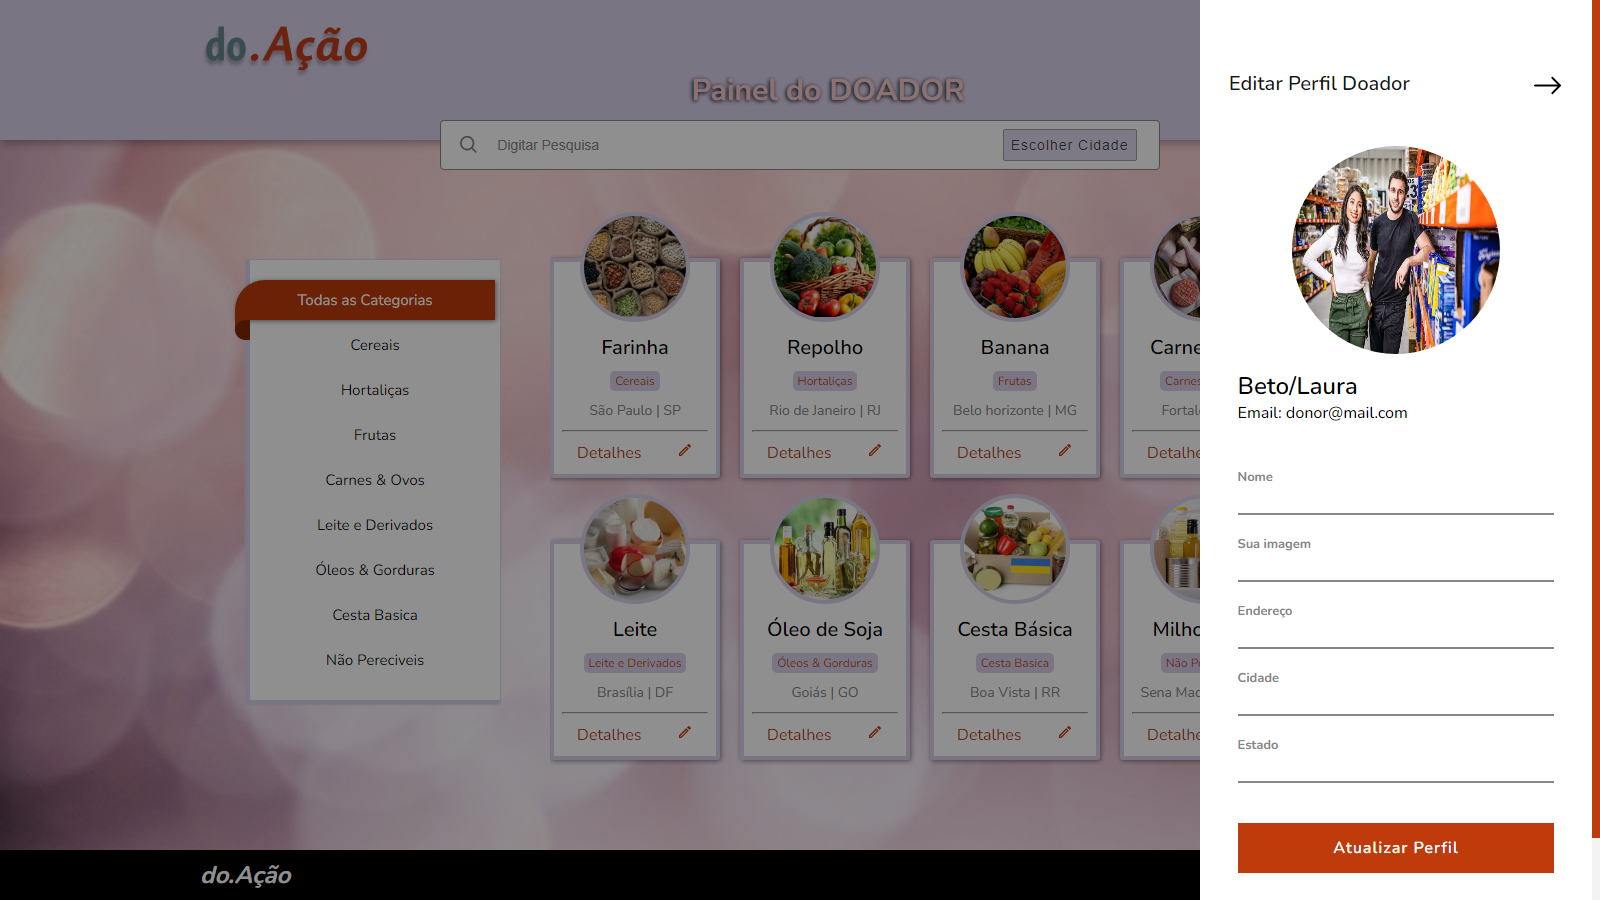 do.Ação
Painel do DOADOR
Digitar Pesquisa
Escolher Cidade
Todas as Categorias
Cereais
Hortaliças
Frutas
Carnes & Ovos
Leite e Derivados
Óleos & Gorduras
Cesta Basica
Não Pereciveis
Farinha
Cereais
São Paulo | SP
Detalhes
Repolho
Hortaliças
Rio de Janeiro | RJ
Detalhes
Banana
Frutas
Belo horizonte | MG
Detalhes
Carne
Carnes
Fortal
Detalhe
Leite
Leite e Derivados
Brasília | DF
Detalhes
Óleo de Soja
Óleos & Gorduras
Goiás | GO
Detalhes
Cesta Básica
Cesta Basica
Boa Vista | RR
Detalhes
Milho
Não P
Sena Mad
Detalhe
do.Ação
Editar Perfil Doador
Beto/Laura
Email: donor@mail.com
Nome
Sua imagem
Endereço
Cidade
Estado
Atualizar Perfil